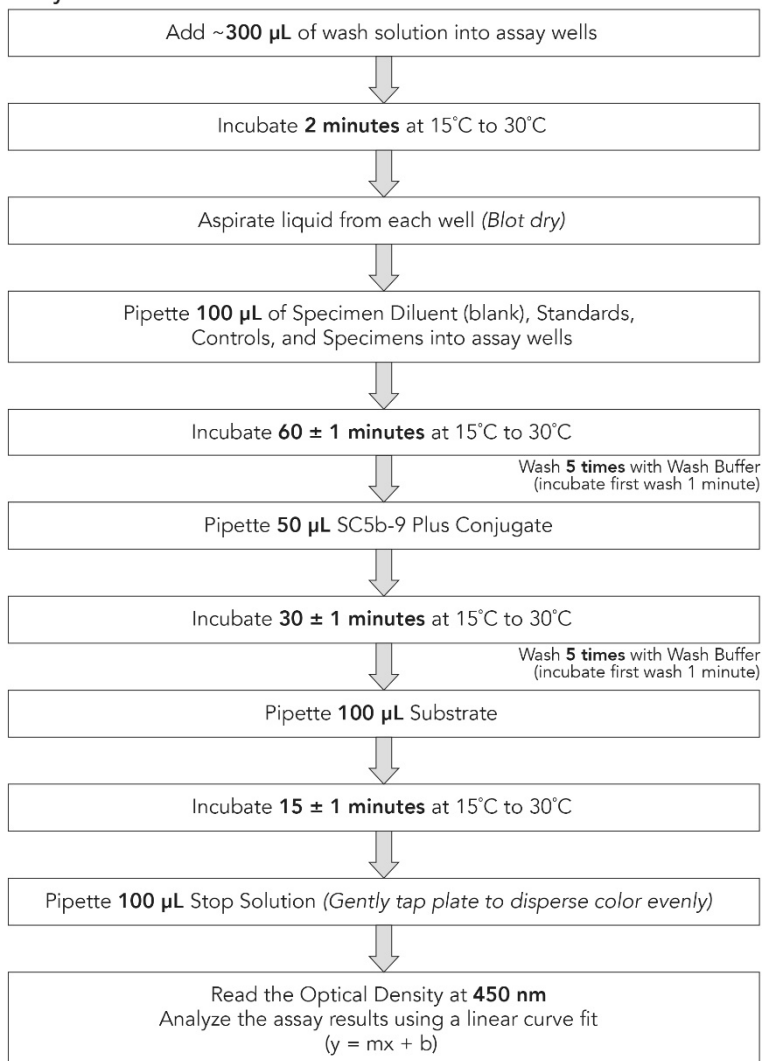 Add ~300 µL of wash solution into assay wells
Incubate 2 minutes at 15˚C to 30˚C
Aspirate liquid from each well (Blot dry)
Pipette 100 µL of Specimen Diluent (blank), Standards,
Controls, and Specimens into assay wells
Incubate 60 ± 1 minutes at 15˚C to 30˚C
Wash 5 times with Wash Buffer
(incubate first wash 1 minute)
Pipette 50 µL SC5b-9 Plus Conjugate
Incubate 30 ± 1 minutes at 15˚C to 30˚C
Wash 5 times with Wash Buffer
(incubate first wash 1 minute)
Pipette 100 µL Substrate
Incubate 15 ± 1 minutes at 15˚C to 30˚C
Pipette 100 µL Stop Solution (Gently tap plate to disperse color evenly)
Read the Optical Density at 450 nm
Analyze the assay results using a linear curve fit
(y = mx + b)